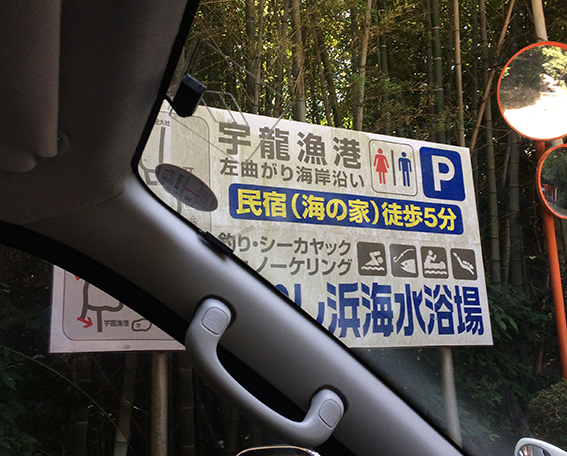 宇龍漁港
左曲がり海岸沿い
P
民宿(海の家)徒歩5分
釣り・シーカヤック
ノーケリング
し浜海水浴場
宇龍漁港